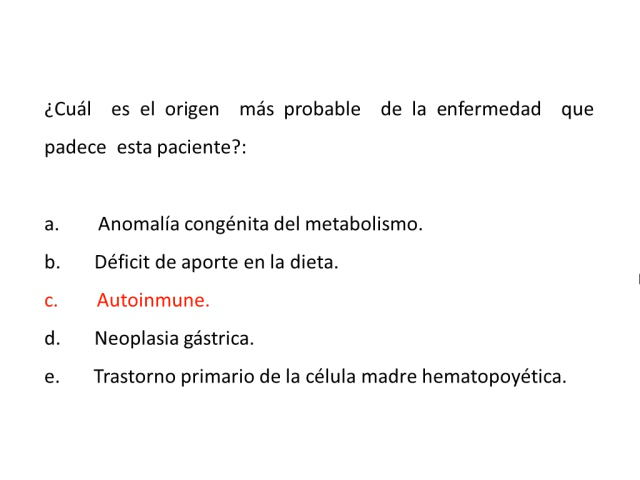 ¿Cuál es el origen más probable de la enfermedad que
padece esta paciente?:
a. Anomalía congénita del metabolismo.
b. Déficit de aporte en la dieta.
c. Autoinmune.
d. Neoplasia gástrica.
e. Trastorno primario de la célula madre hematopoyética.